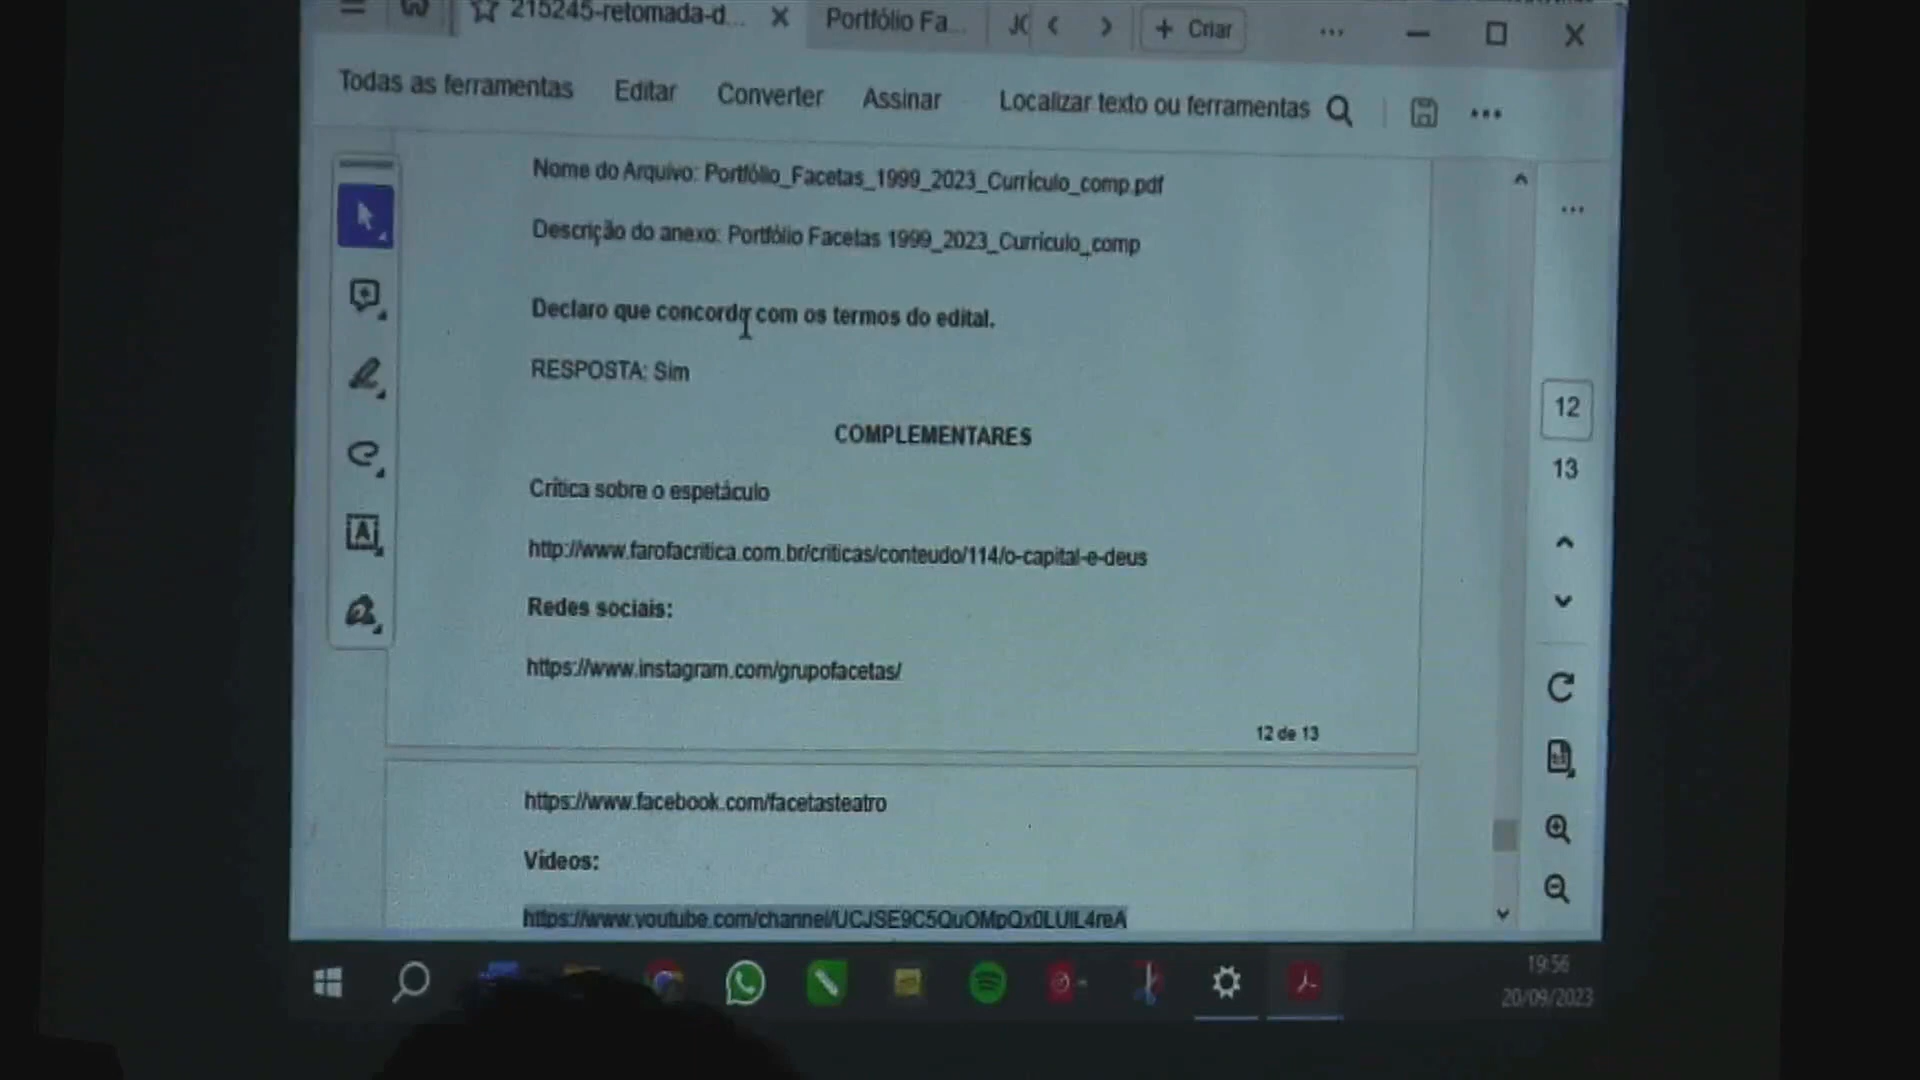 215245-retomada-d...
Portfólio Fa...
Criar
Todas as ferramentas
Editar
Converter
Assinar
Localizar texto ou ferramentas
Nome do Arquivo: Portfólio_Facetas_1999_2023_Currículo_comp.pdf
Descrição do anexo: Portfólio Facetas 1999_2023_Currículo_comp
Declaro que concordo com os termos do edital.
RESPOSTA: Sim
COMPLEMENTARES
Crítica sobre o espetáculo
http://www.farofacritica.com.br/criticas/conteudo/114/o-capital-e-deus
Redes sociais:
https://www.instagram.com/grupofacetas/
12 de 13
12
13
https://www.facebook.com/facetasteatro
Vídeos:
https://www.youtube.com/channel/UCJSE9C5QuOMpQx0LUIL4reA
19:56
20/09/2023